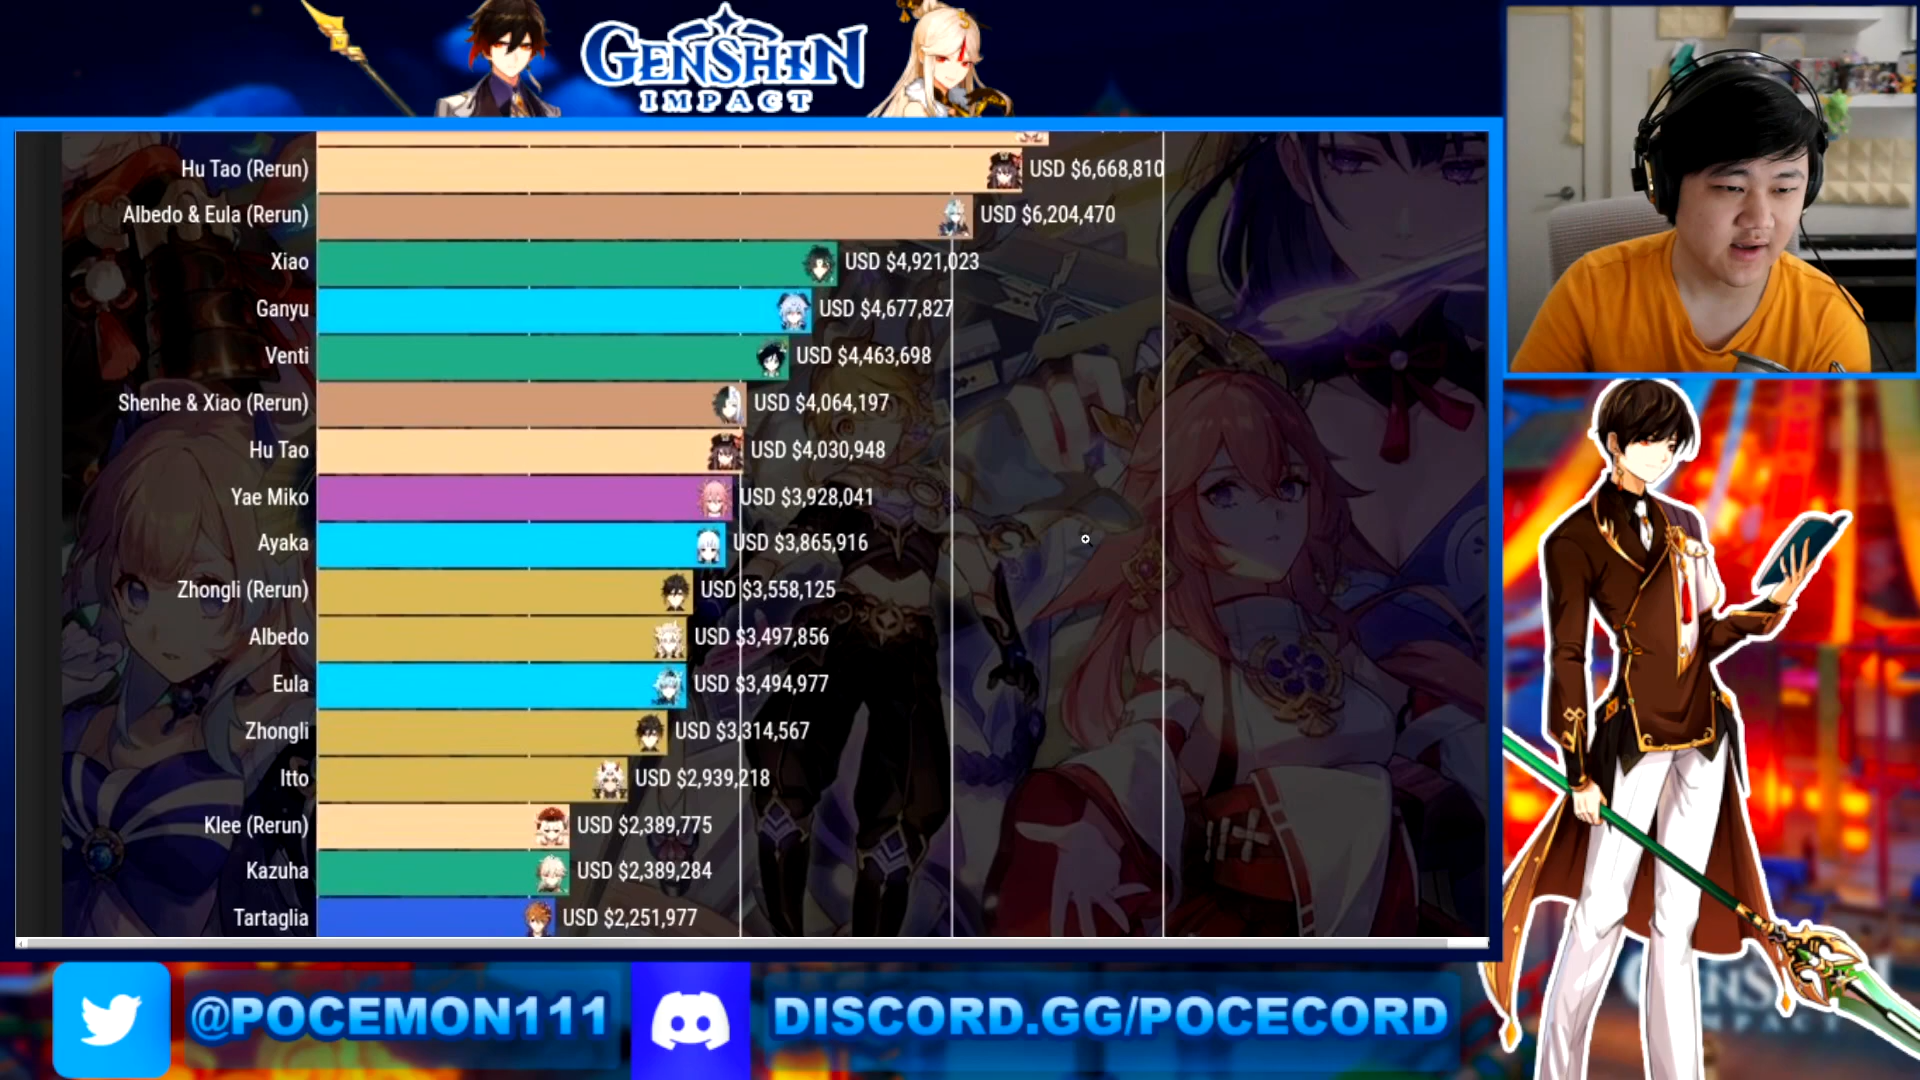 GENSHIN
IMPACT
Hu Tao (Rerun) USD $6,668,810
Albedo & Eula (Rerun) USD $6,204,470
Xiao USD $4,921,023
Ganyu USD $4,677,827
Venti USD $4,463,698
Shenhe & Xiao (Rerun) USD $4,064,197
Hu Tao USD $4,030,948
Yae Miko USD $3,928,041
Ayaka USD $3,865,916
Zhongli (Rerun) USD $3,558,125
Albedo USD $3,497,856
Eula USD $3,494,977
Zhongli USD $3,314,567
Itto USD $2,939,218
Klee (Rerun) USD $2,389,775
Kazuha USD $2,389,284
Tartaglia USD $2,251,977
@POCEMON111 DISCORD.GG/POCECORD